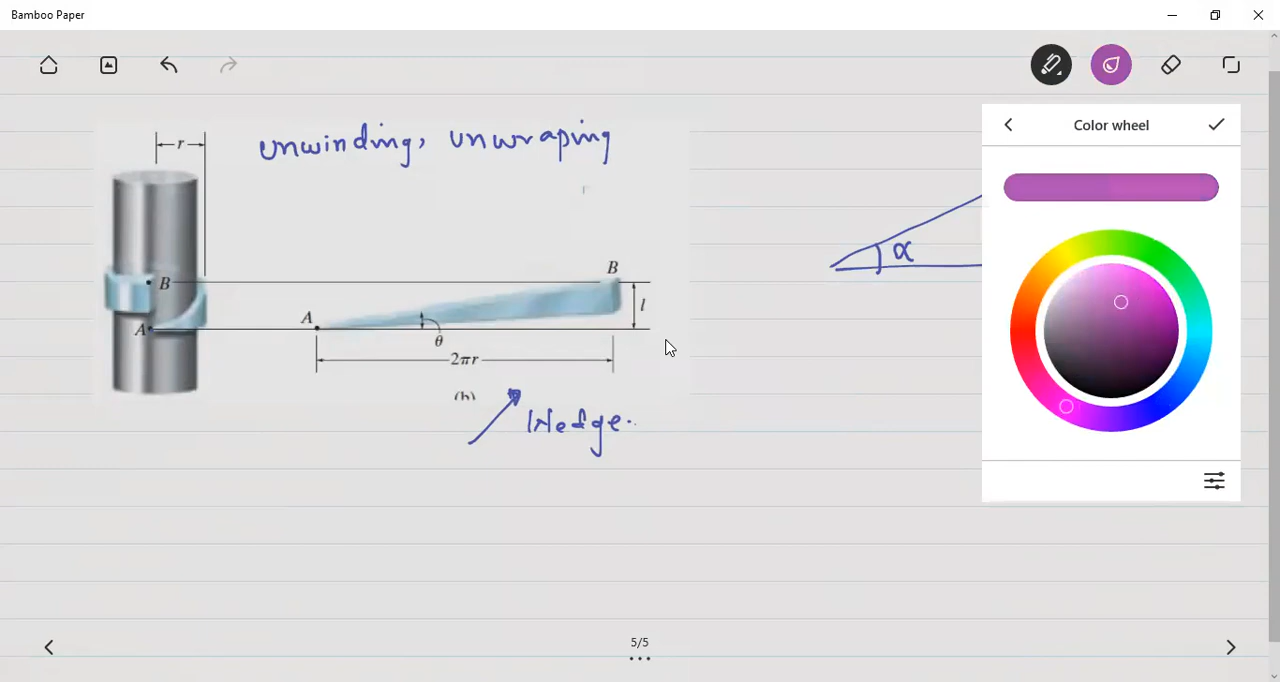 Bamboo Paper
r
unwinding, unwraping
Color wheel
α
B
B
A
A
l
θ
2πr
(b)
Wedge.
5/5